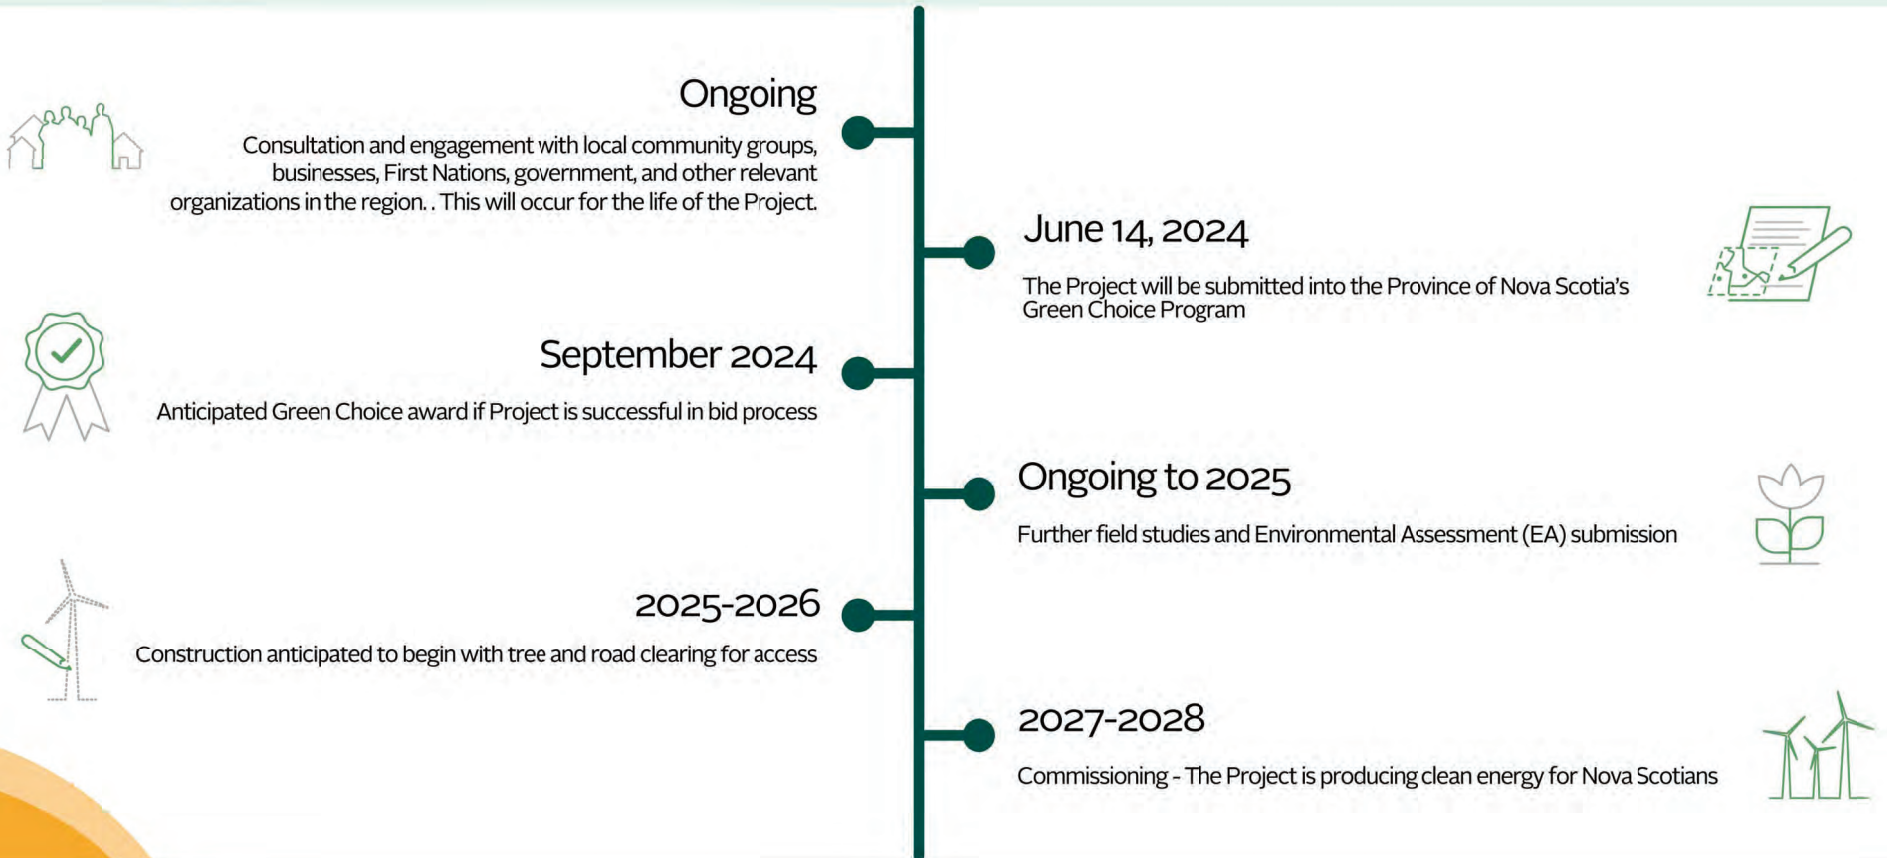 Ongoing
Consultation and engagement with local community groups,
businesses, First Nations, government, and other relevant
organizations in the region. . This will occur for the life of the Project.
June 14, 2024
The Project will be submitted into the Province of Nova Scotia's
Green Choice Program
September 2024
Anticipated Green Choice award if Project is successful in bid process
Ongoing to 2025
Further field studies and Environmental Assessment (EA) submission
2025-2026
Construction anticipated to begin with tree and road clearing for access
2027-2028
Commissioning - The Project is producing clean energy for Nova Scotians